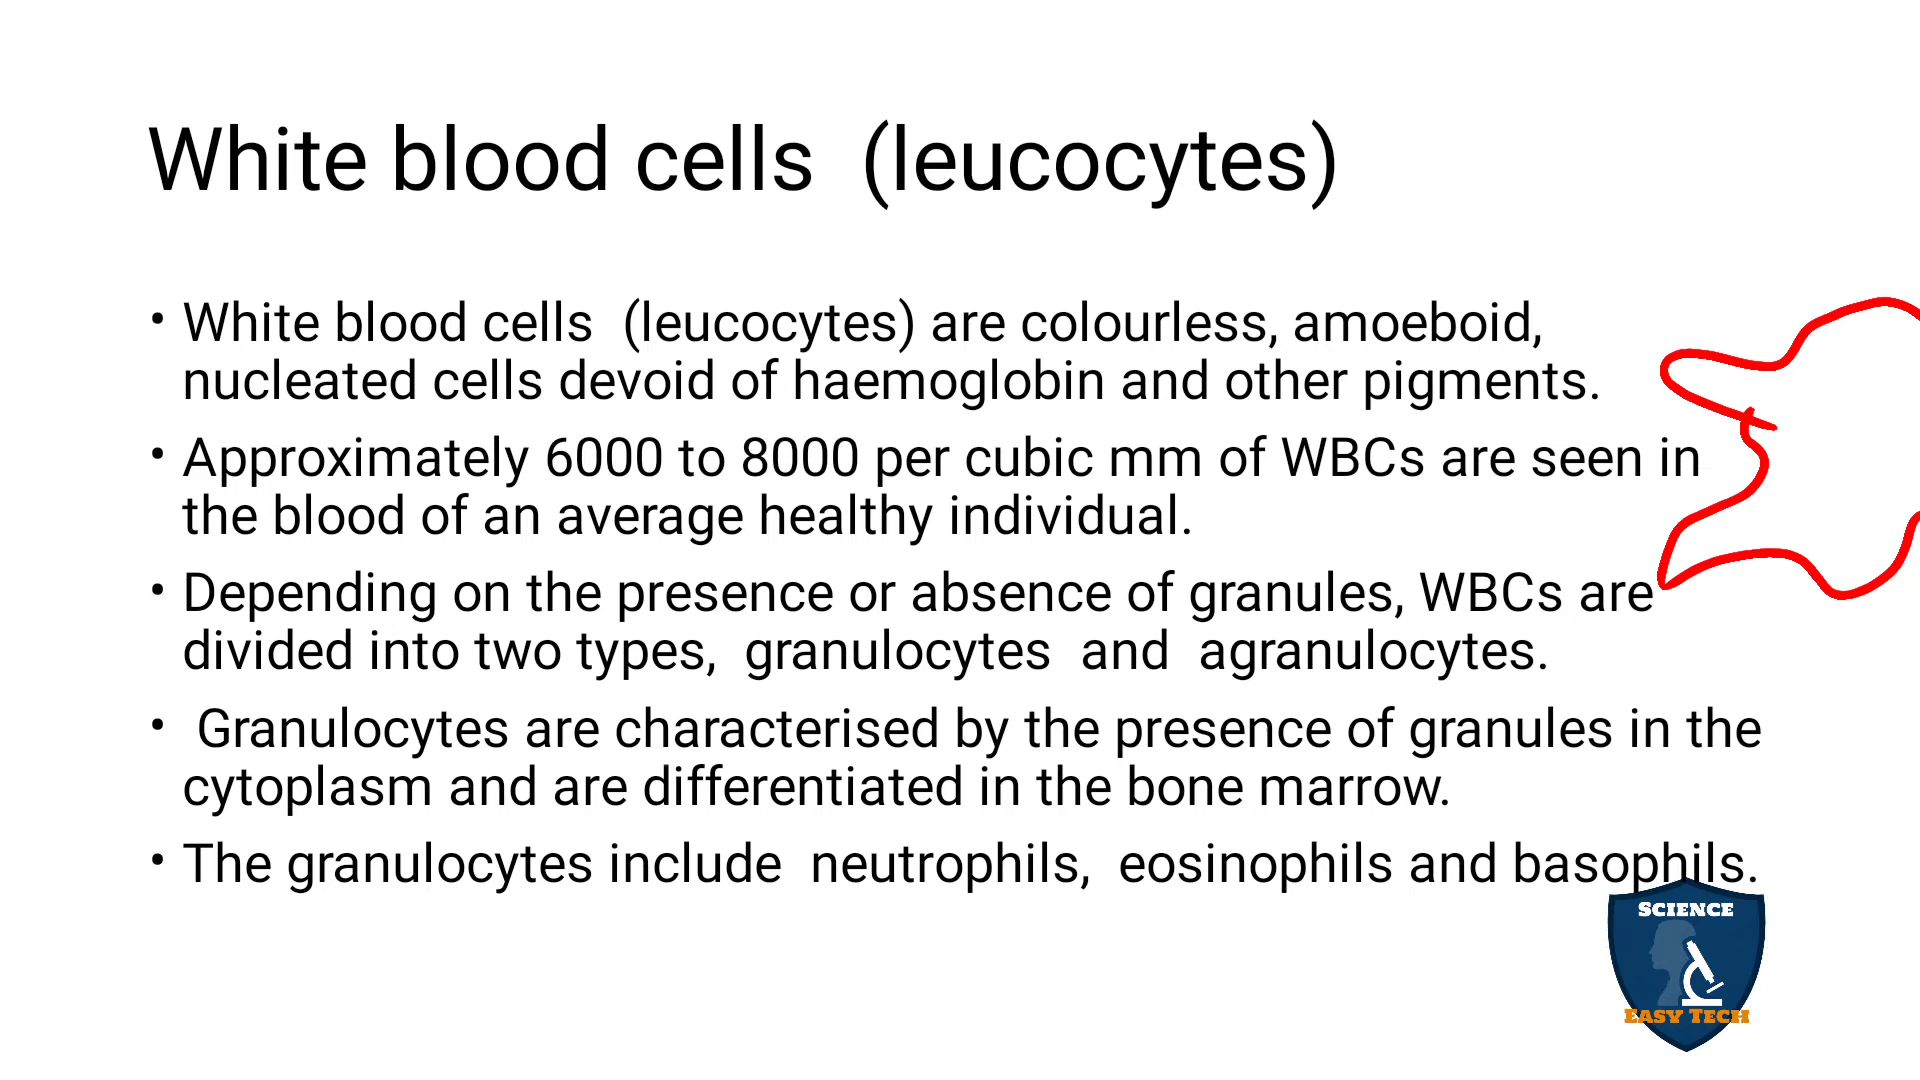 White blood cells (leucocytes)
• White blood cells (leucocytes) are colourless, amoeboid,
nucleated cells devoid of haemoglobin and other pigments.
• Approximately 6000 to 8000 per cubic mm of WBCs are seen in
the blood of an average healthy individual.
• Depending on the presence or absence of granules, WBCs are
divided into two types, granulocytes and agranulocytes.
• Granulocytes are characterised by the presence of granules in the
cytoplasm and are differentiated in the bone marrow.
• The granulocytes include neutrophils, eosinophils and basophils.
SCIENCE
EASY TECH